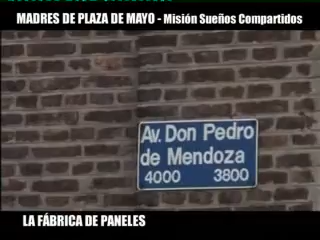 MADRES DE PLAZA DE MAYO - Misión Sueños Compartidos
Av. Don Pedro
de Mendoza
4000 3800
LA FÁBRICA DE PANELES